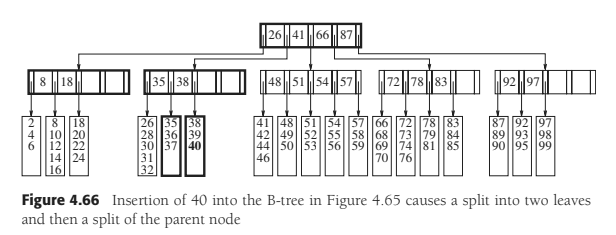 26 41 66 87
8 18 35 38 48 51 54 57 72 78 83 92 97
2 8 18 26 35 38 41 48 51 54 57 66 72 78 83 87 92 97
4 10 20 28 36 39 42 49 52 55 58 68 73 79 84 89 93 98
6 12 22 30 37 40 44 50 53 56 59 69 74 81 85 90 95 99
14 24 31 46 70 76
16 32
Figure 4.66 Insertion of 40 into the B-tree in Figure 4.65 causes a split into two leaves
and then a split of the parent node